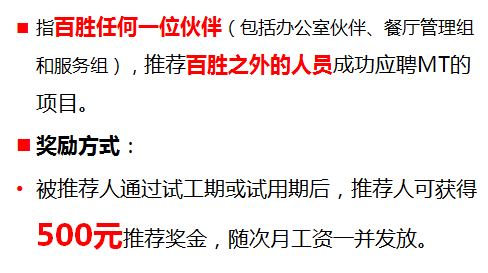 指百胜任何一位伙伴（包括办公室伙伴、餐厅管理组
和服务组），推荐百胜之外的人员成功应聘MT的
项目。
奖励方式：
被推荐人通过试工期或试用期后，推荐人可获得
500元推荐奖金，随次月工资一并发放。